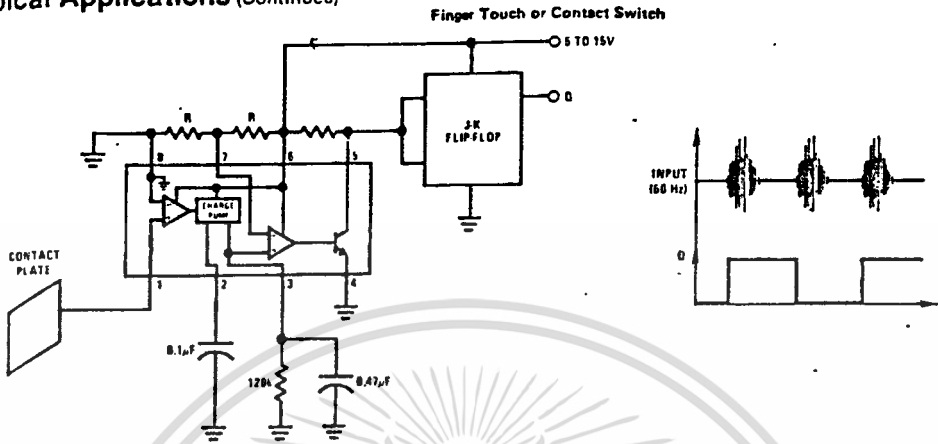 pical Applications (Continued)
Finger Touch or Contact Switch
5 TO 15V
Q
J-K
FLIP-FLOP
R
R
8
7
6
5
CHARGE
PUMP
CONTACT
PLATE
1
2
3
4
0.1µF
120k
0.47µF
INPUT
(60 Hz)
Q